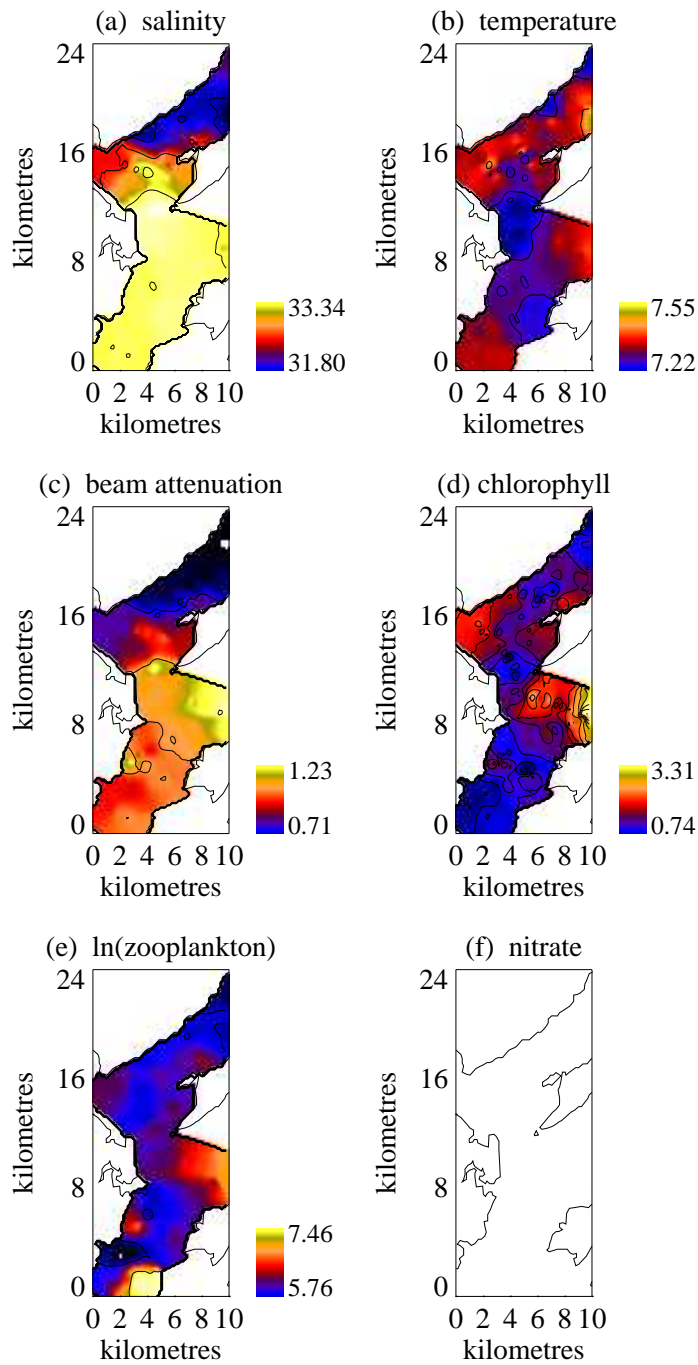 (a) salinity
(b) temperature
24
16
8
0
kilometres
33.34
31.80
0 2 4 6 8 10
kilometres
24
16
8
0
kilometres
7.55
7.22
0 2 4 6 8 10
kilometres
(c) beam attenuation
(d) chlorophyll
24
16
8
0
kilometres
1.23
0.71
0 2 4 6 8 10
kilometres
24
16
8
0
kilometres
3.31
0.74
0 2 4 6 8 10
kilometres
(e) ln(zooplankton)
(f) nitrate
24
16
8
0
kilometres
7.46
5.76
0 2 4 6 8 10
kilometres
24
16
8
0
kilometres
0 2 4 6 8 10
kilometres